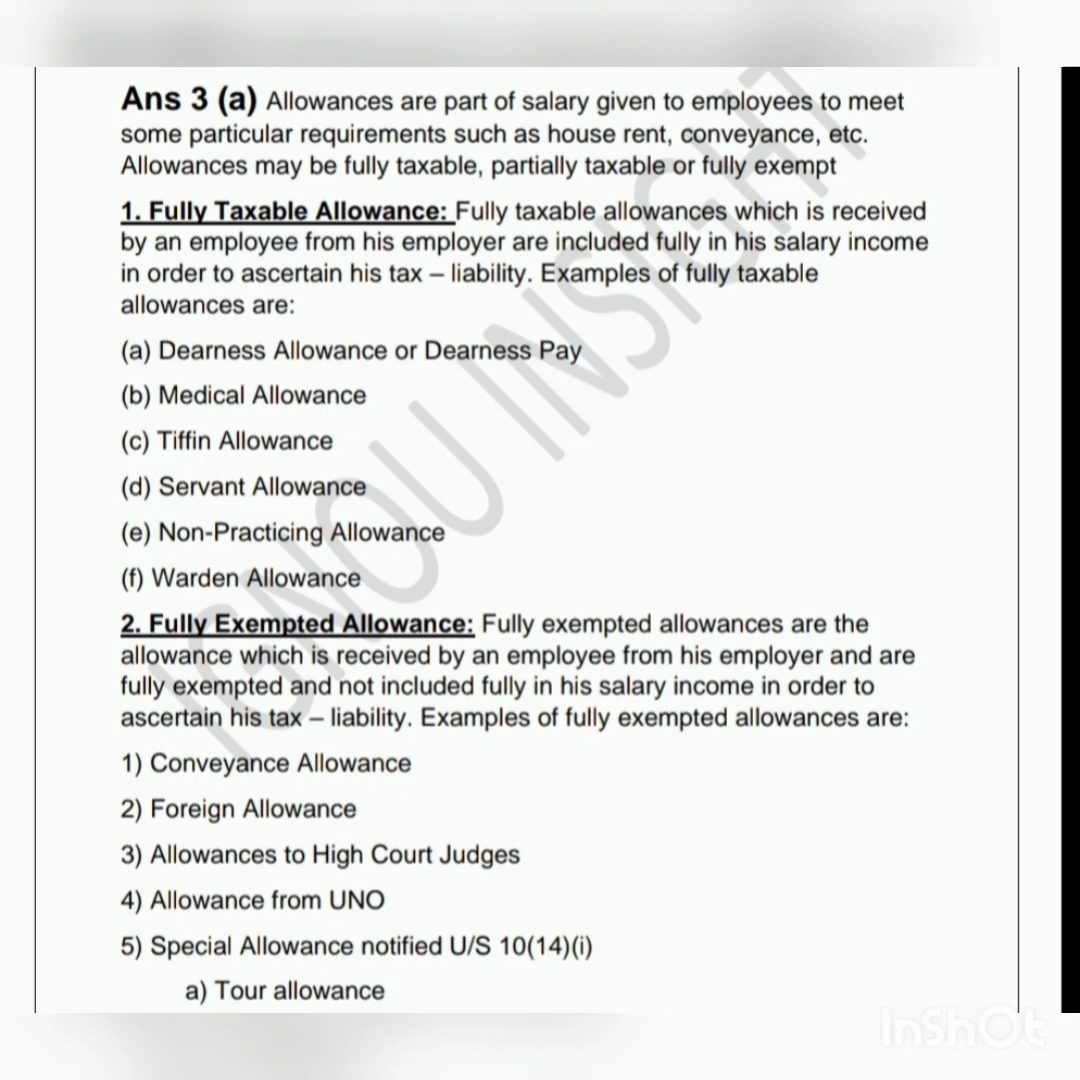 Ans 3 (a) Allowances are part of salary given to employees to meet
some particular requirements such as house rent, conveyance, etc.
Allowances may be fully taxable, partially taxable or fully exempt
1. Fully Taxable Allowance: Fully taxable allowances which is received
by an employee from his employer are included fully in his salary income
in order to ascertain his tax – liability. Examples of fully taxable
allowances are:
(a) Dearness Allowance or Dearness Pay
(b) Medical Allowance
(c) Tiffin Allowance
(d) Servant Allowance
(e) Non-Practicing Allowance
(f) Warden Allowance
2. Fully Exempted Allowance: Fully exempted allowances are the
allowance which is received by an employee from his employer and are
fully exempted and not included fully in his salary income in order to
ascertain his tax – liability. Examples of fully exempted allowances are:
1) Conveyance Allowance
2) Foreign Allowance
3) Allowances to High Court Judges
4) Allowance from UNO
5) Special Allowance notified U/S 10(14)(i)
a) Tour allowance
IGNOU INSIGHT
InShOt